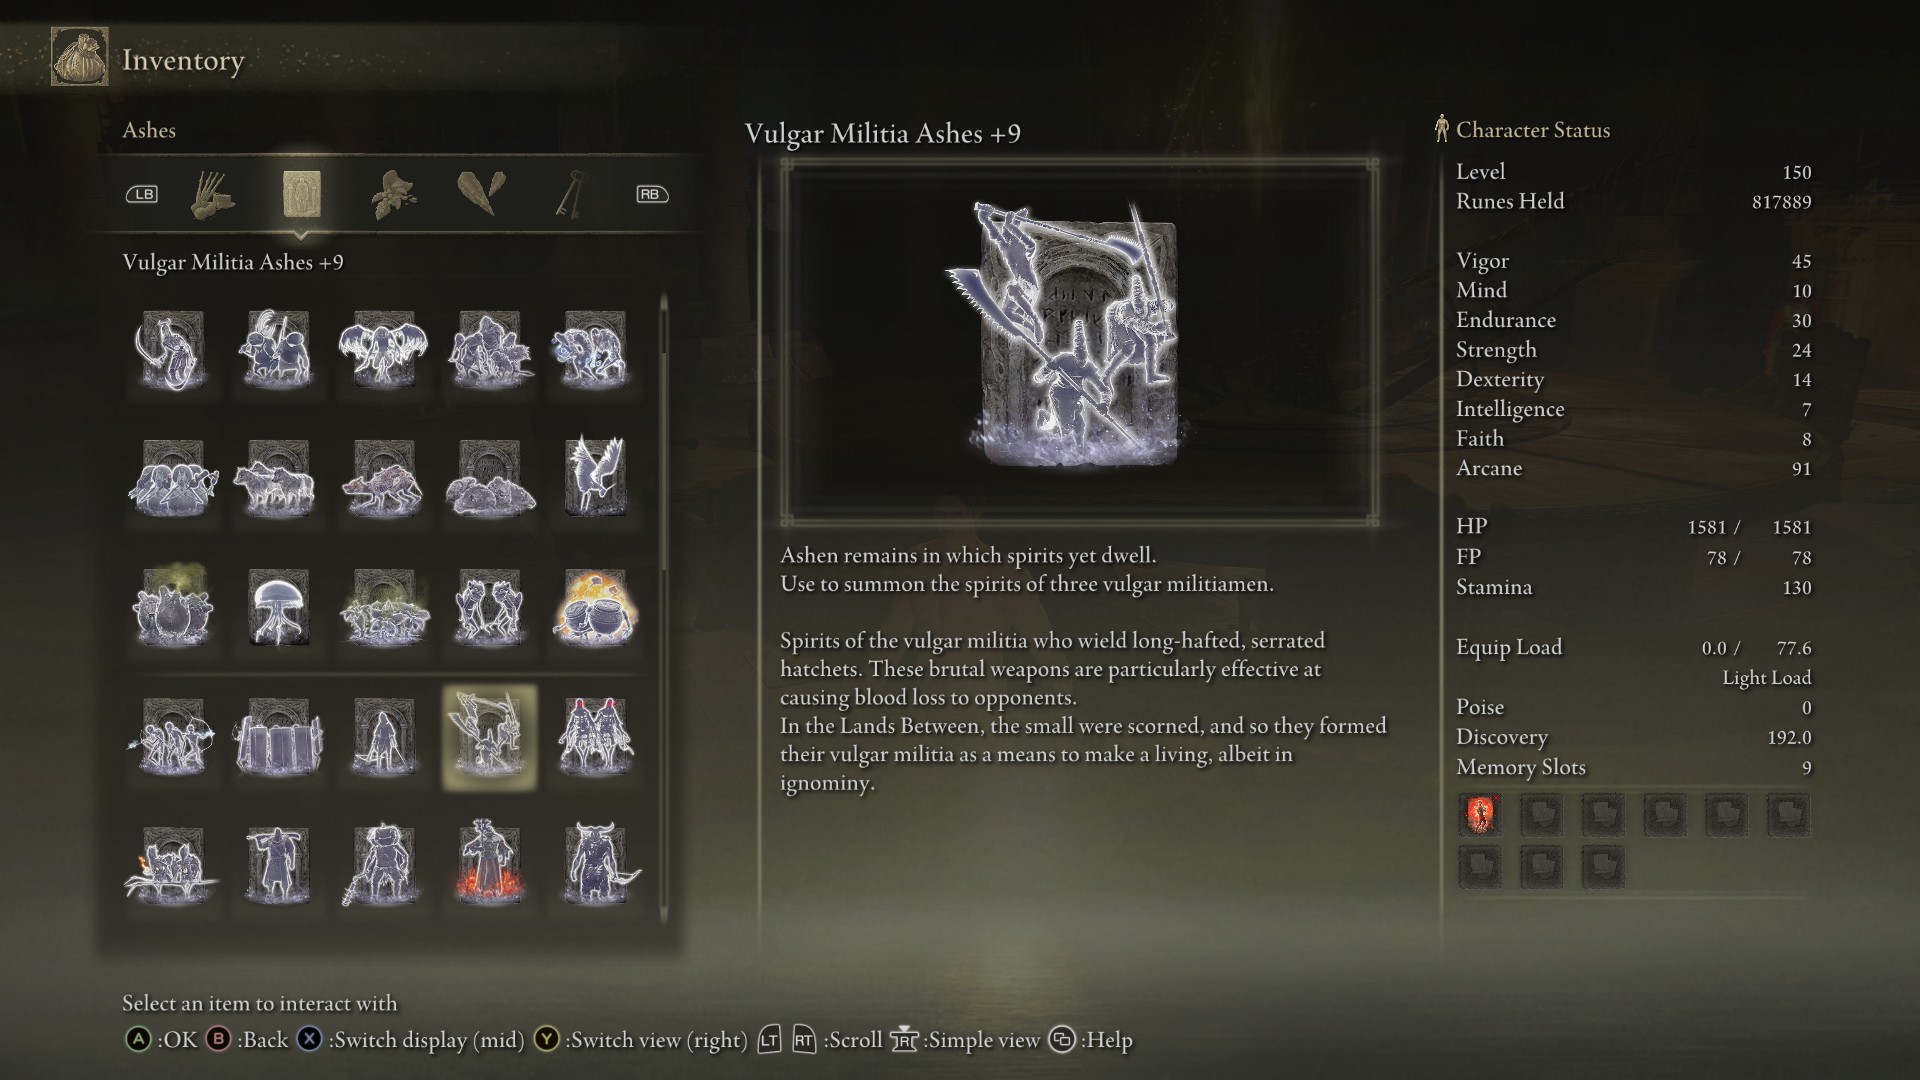 Inventory
Ashes
LB
RB
Vulgar Militia Ashes +9
Vulgar Militia Ashes +9
Ashen remains in which spirits yet dwell.
Use to summon the spirits of three vulgar militiamen.
Spirits of the vulgar militia who wield long-hafted, serrated
hatchets. These brutal weapons are particularly effective at
causing blood loss to opponents.
In the Lands Between, the small were scorned, and so they formed
their vulgar militia as a means to make a living, albeit in
ignominy.
Character Status
Level 150
Runes Held 817889
Vigor 45
Mind 10
Endurance 30
Strength 24
Dexterity 14
Intelligence 7
Faith 8
Arcane 91
HP 1581 / 1581
FP 78 / 78
Stamina 130
Equip Load 0.0 / 77.6
Light Load
Poise 0
Discovery 192.0
Memory Slots 9
Select an item to interact with
A :OK B :Back X :Switch display (mid) Y :Switch view (right) LT RT :Scroll R :Simple view :Help